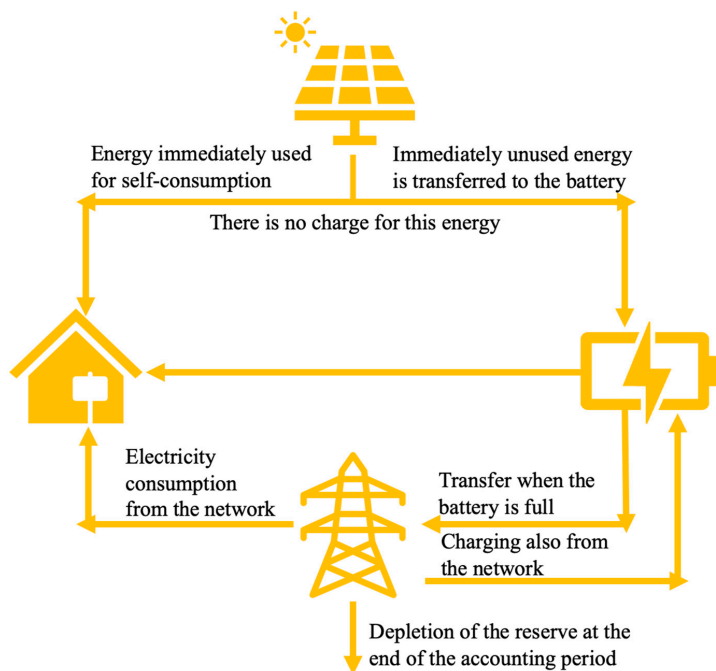 Energy immediately used
for self-consumption
Immediately unused energy
is transferred to the battery
There is no charge for this energy
Electricity
consumption
from the network
Transfer when the
battery is full
Charging also from
the network
Depletion of the reserve at the
end of the accounting period